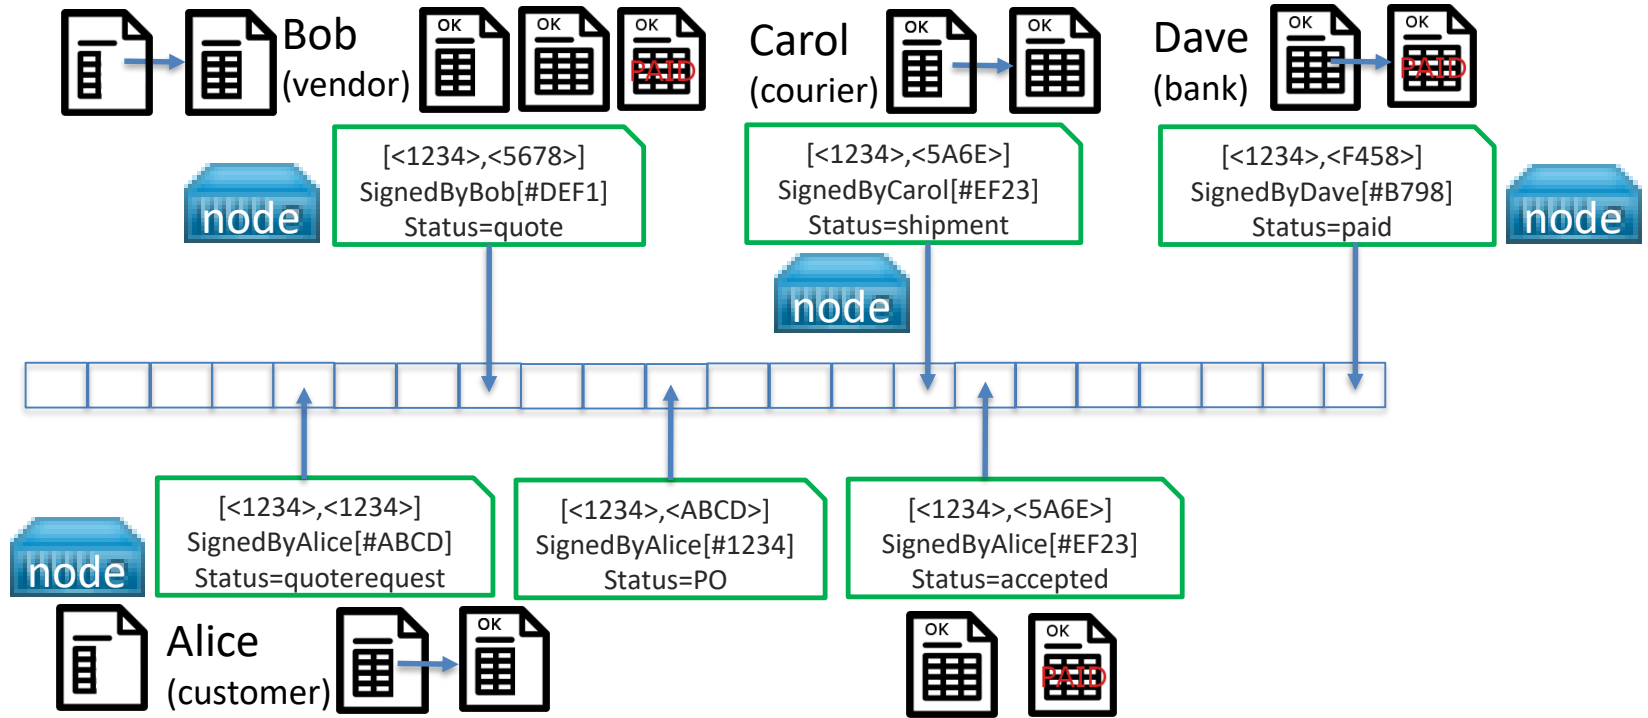 Bob
(vendor)
OK
OK
OK
PAID
Carol
(courier)
OK
OK
Dave
(bank)
OK
OK
PAID
node
[<1234>,<5678>]
SignedByBob[#DEF1]
Status=quote
[<1234>,<5A6E>]
SignedByCarol[#EF23]
Status=shipment
node
[<1234>,<F458>]
SignedByDave[#B798]
Status=paid
node
node
[<1234>,<1234>]
SignedByAlice[#ABCD]
Status=quoterequest
[<1234>,<ABCD>]
SignedByAlice[#1234]
Status=PO
[<1234>,<5A6E>]
SignedByAlice[#EF23]
Status=accepted
Alice
(customer)
OK
OK
OK
PAID